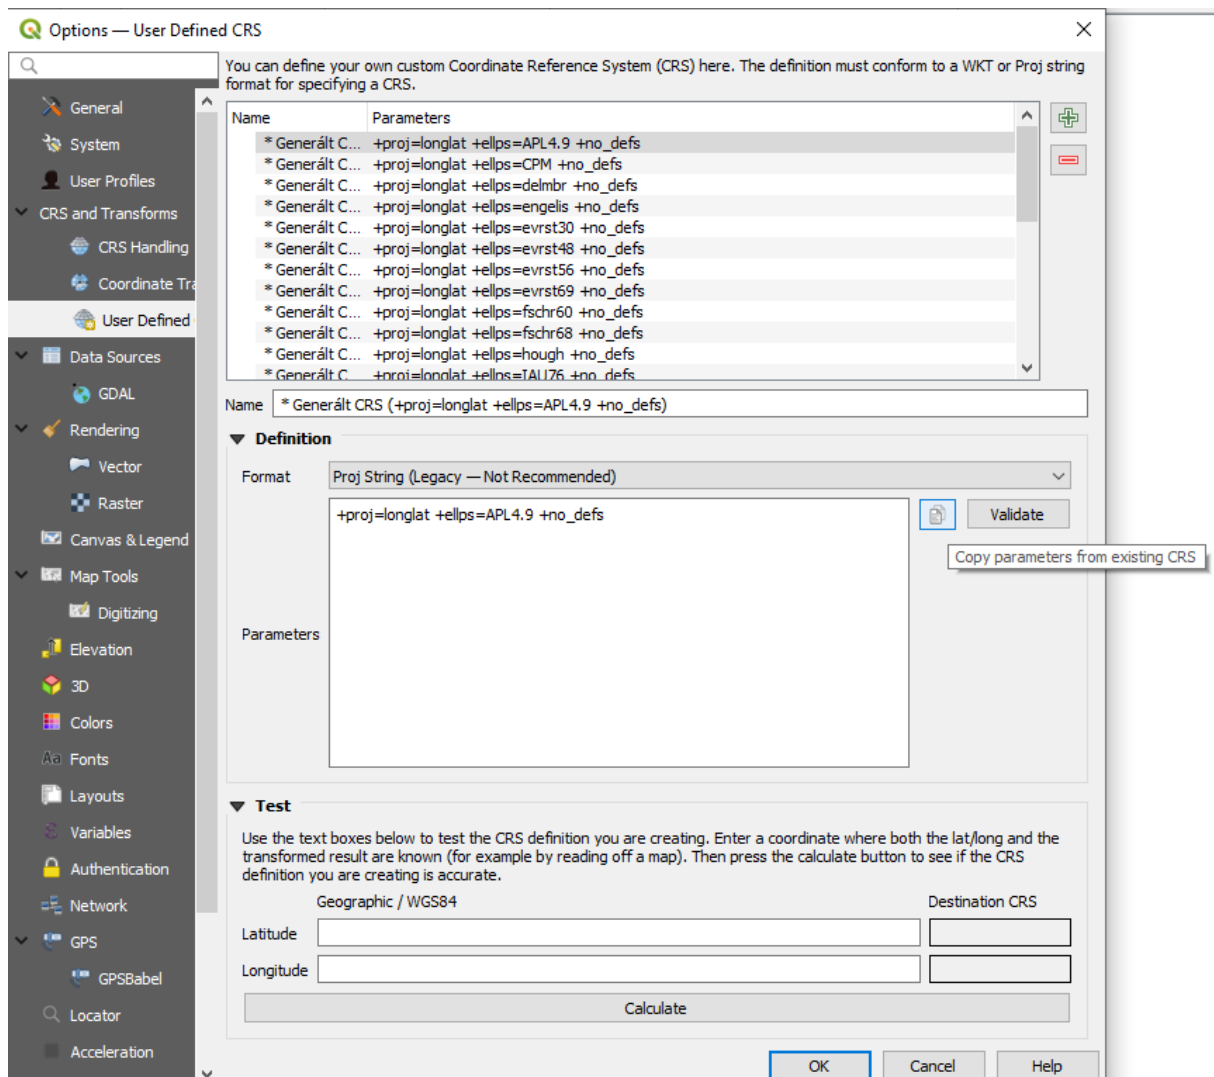 Options — User Defined CRS
You can define your own custom Coordinate Reference System (CRS) here. The definition must conform to a WKT or Proj string
format for specifying a CRS.
General
System
User Profiles
CRS and Transforms
CRS Handling
Coordinate Tra
User Defined
Data Sources
GDAL
Rendering
Vector
Raster
Canvas & Legend
Map Tools
Digitizing
Elevation
3D
Colors
Aa Fonts
Layouts
Variables
Authentication
Network
GPS
GPSBabel
Locator
Acceleration
Name Parameters
* Generált C... +proj=longlat +ellps=APL4.9 +no_defs
* Generált C... +proj=longlat +ellps=CPM +no_defs
* Generált C... +proj=longlat +ellps=delmbr +no_defs
* Generált C... +proj=longlat +ellps=engelis +no_defs
* Generált C... +proj=longlat +ellps=evrst30 +no_defs
* Generált C... +proj=longlat +ellps=evrst48 +no_defs
* Generált C... +proj=longlat +ellps=evrst56 +no_defs
* Generált C... +proj=longlat +ellps=evrst69 +no_defs
* Generált C... +proj=longlat +ellps=fschr60 +no_defs
* Generált C... +proj=longlat +ellps=fschr68 +no_defs
* Generált C... +proj=longlat +ellps=hough +no_defs
* Generált C... +proj=longlat +ellps=IAU76 +no_defs
Name * Generált CRS (+proj=longlat +ellps=APL4.9 +no_defs)
Definition
Format Proj String (Legacy — Not Recommended)
+proj=longlat +ellps=APL4.9 +no_defs
Validate
Copy parameters from existing CRS
Parameters
Test
Use the text boxes below to test the CRS definition you are creating. Enter a coordinate where both the lat/long and the
transformed result are known (for example by reading off a map). Then press the calculate button to see if the CRS
definition you are creating is accurate.
Geographic / WGS84 Destination CRS
Latitude
Longitude
Calculate
OK Cancel Help